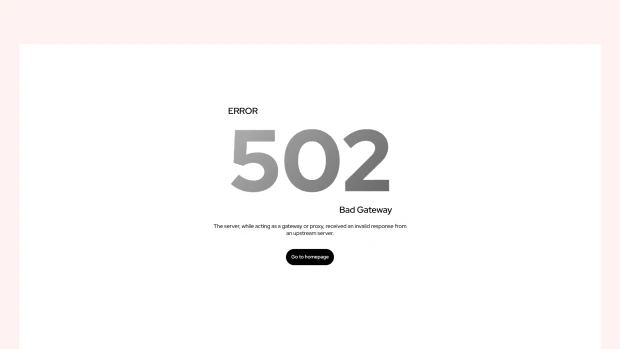 ERROR
502
Bad Gateway
The server, while acting as a gateway or proxy, received an invalid response from
an upstream server.
Go to homepage